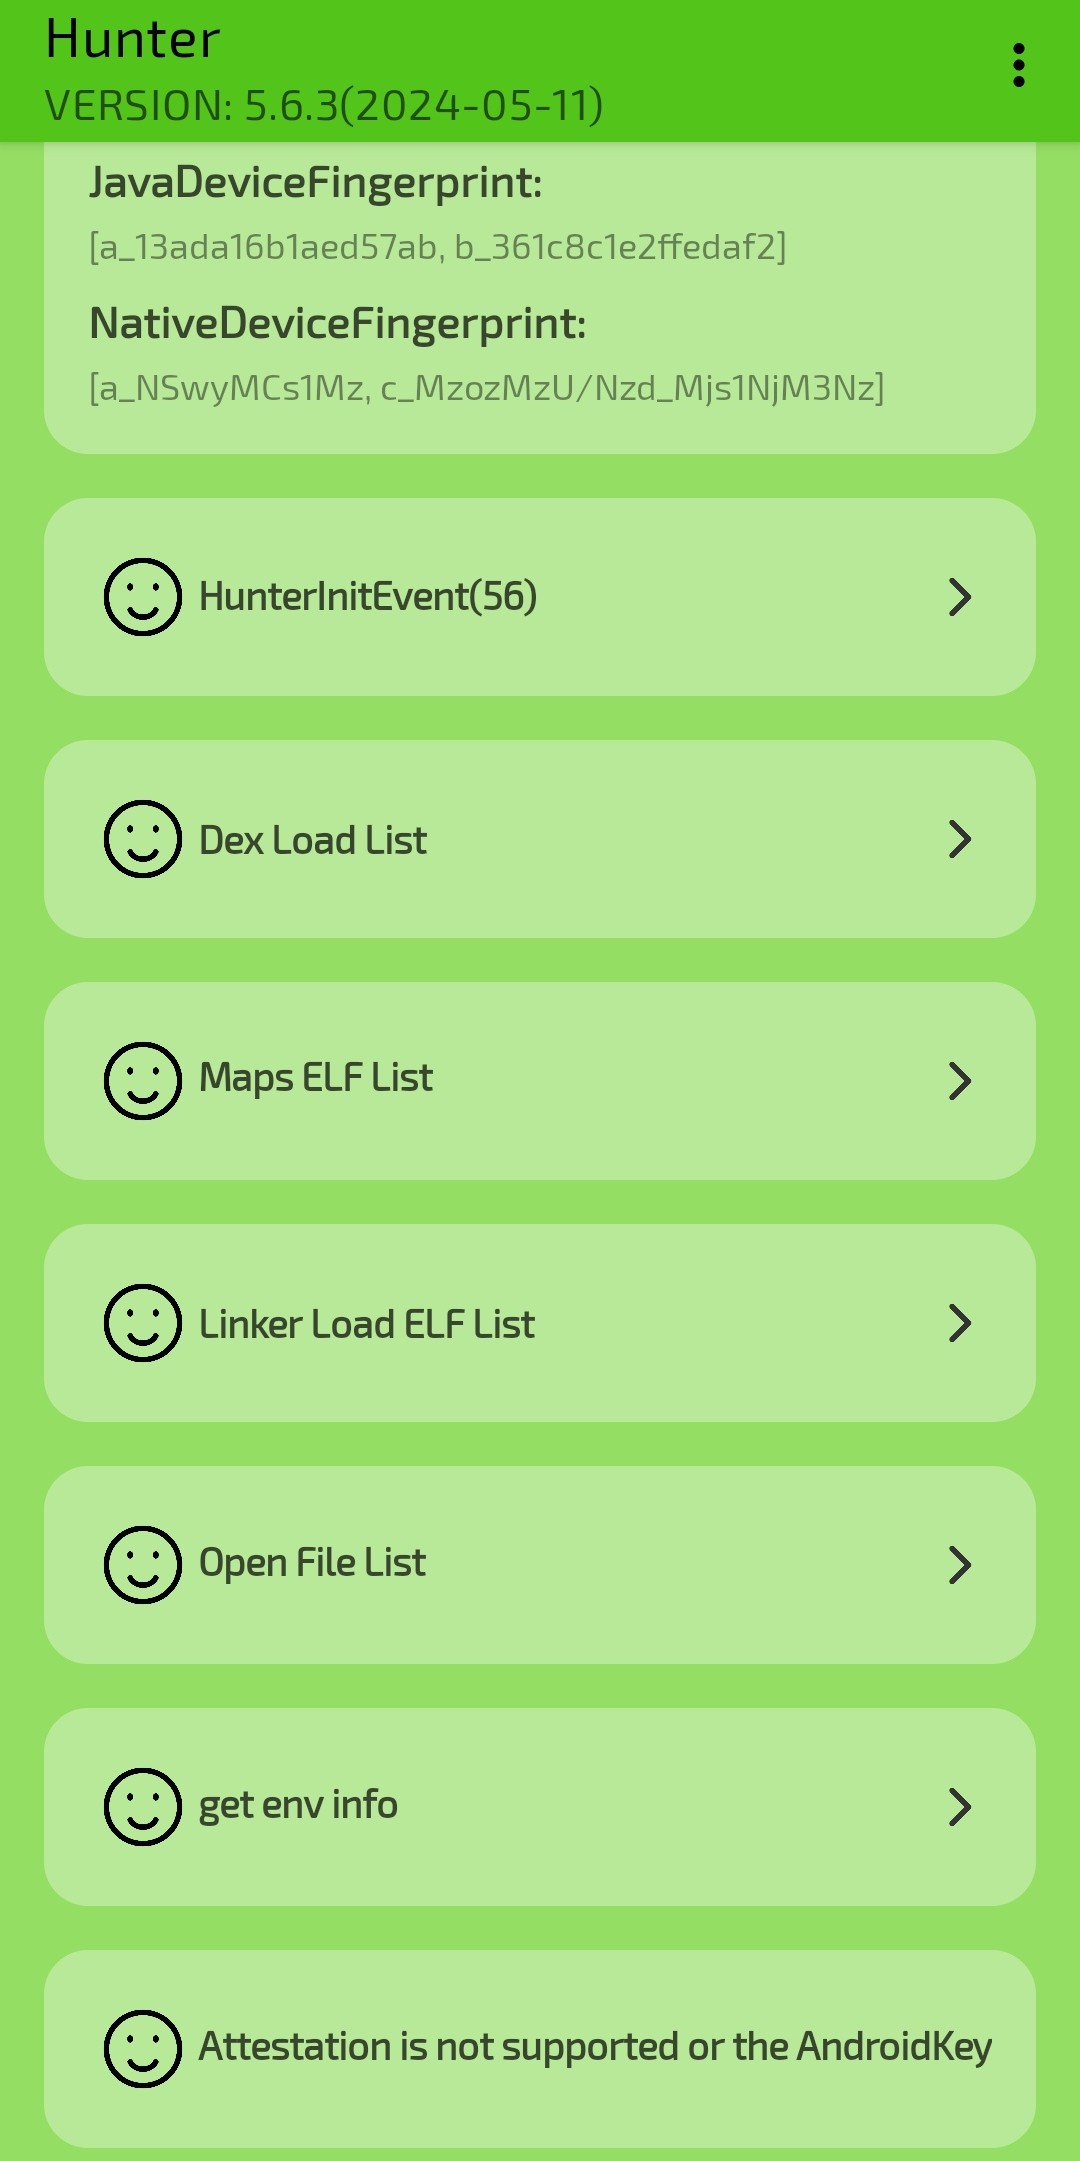 Hunter
VERSION: 5.6.3(2024-05-11)
JavaDeviceFingerprint:
[a_13ada16b1aed57ab, b_361c8c1e2ffedaf2]
NativeDeviceFingerprint:
[a_NSwyMCs1Mz, c_MzozMzU/Nzd_Mjs1NjM3Nz]
HunterInitEvent(56)
Dex Load List
Maps ELF List
Linker Load ELF List
Open File List
get env info
Attestation is not supported or the AndroidKey